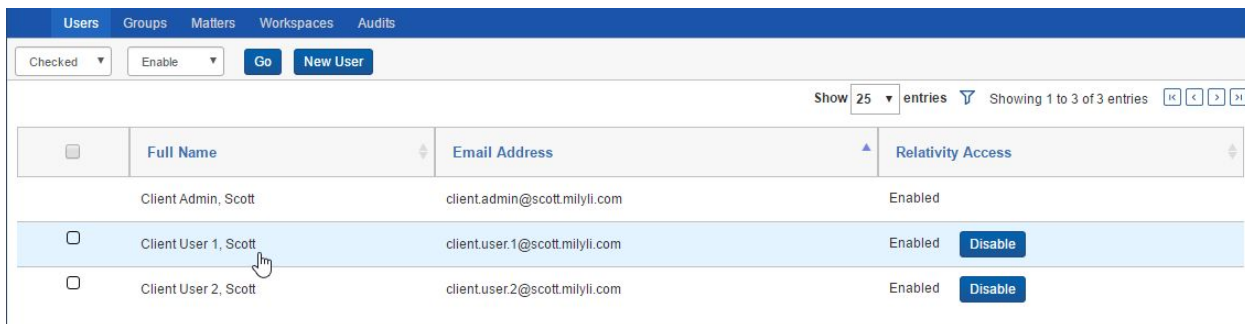 Users Groups Matters Workspaces Audits
Checked Enable Go New User
Show 25 entries Showing 1 to 3 of 3 entries
Full Name Email Address Relativity Access
Client Admin, Scott client.admin@scott.milyli.com Enabled
Client User 1, Scott client.user.1@scott.milyli.com Enabled Disable
Client User 2, Scott client.user.2@scott.milyli.com Enabled Disable